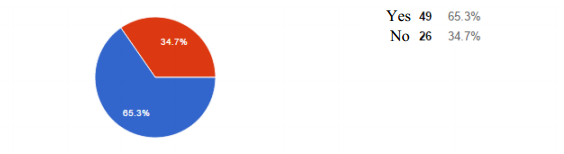 Yes 49 65.3%
No 26 34.7%
34.7%
65.3%